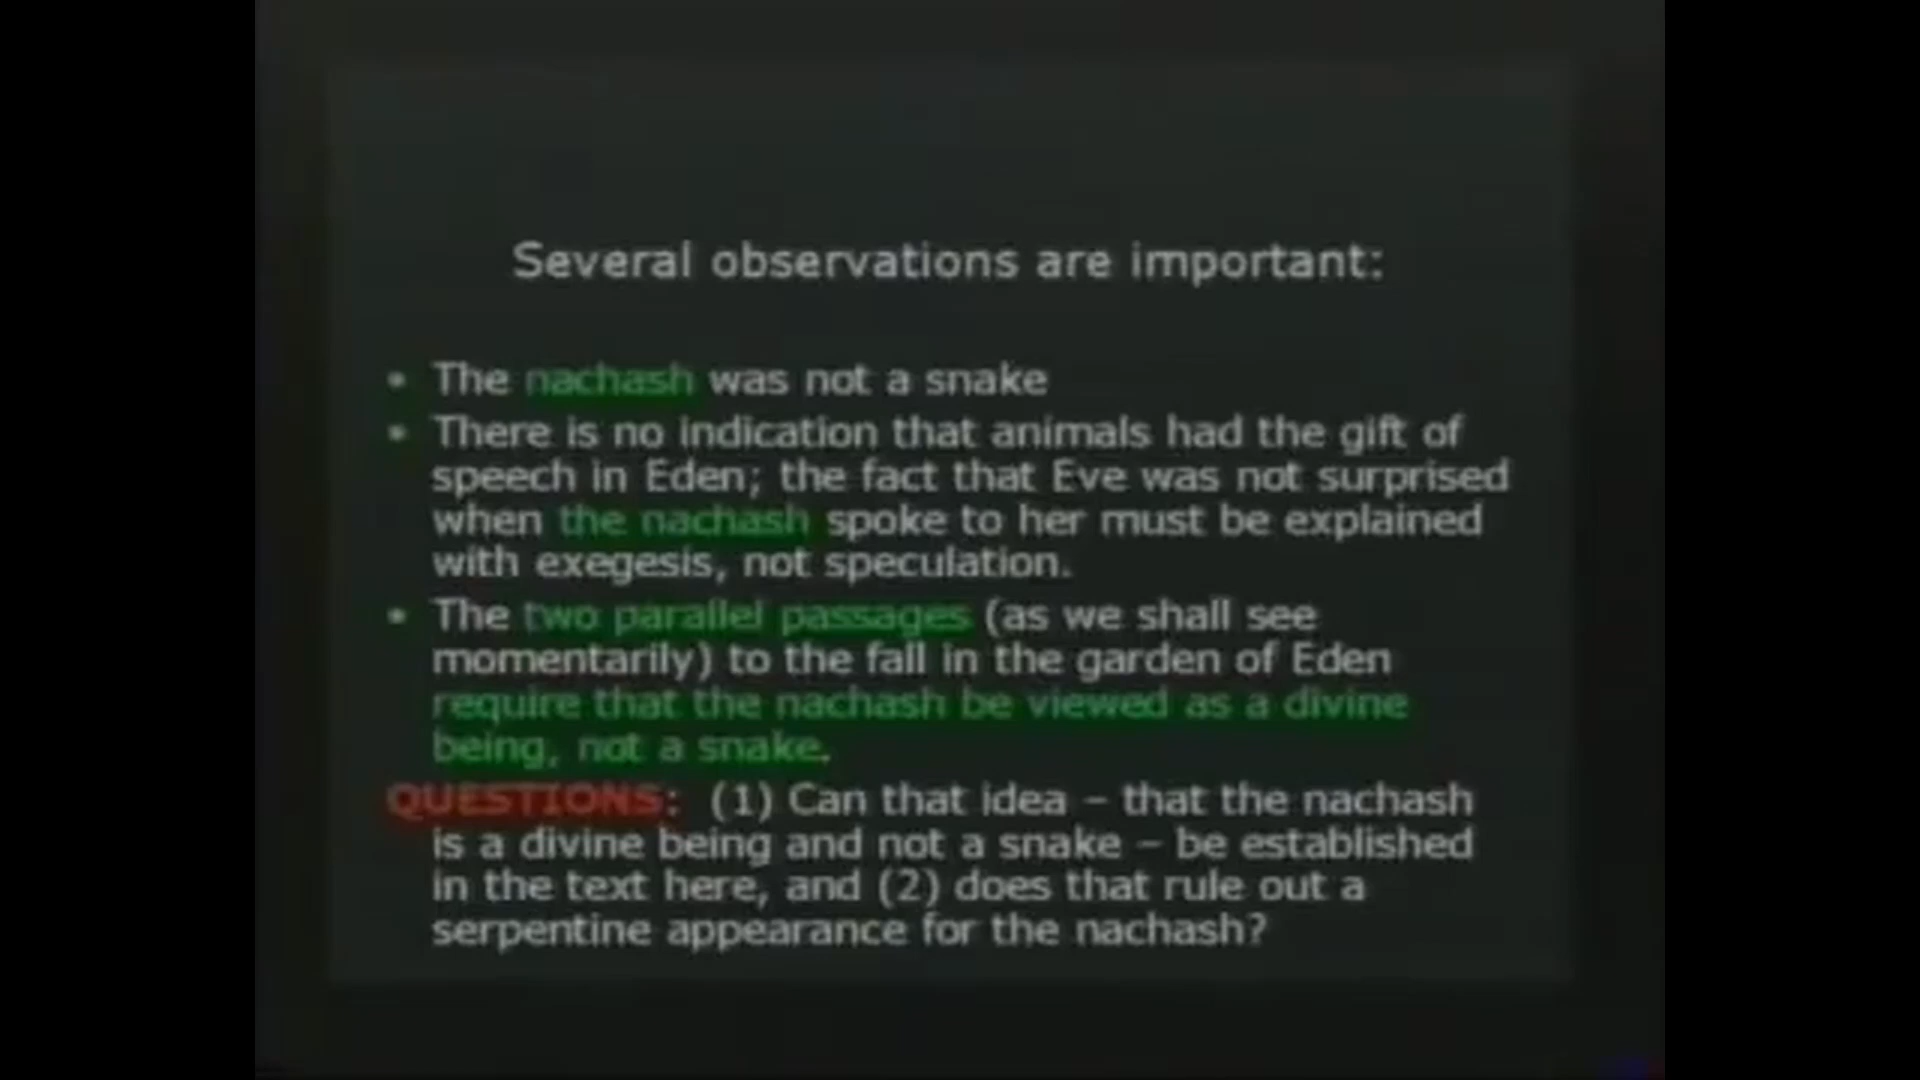 Several observations are important:
• The nachash was not a snake
• There is no indication that animals had the gift of
speech in Eden; the fact that Eve was not surprised
when the nachash spoke to her must be explained
with exegesis, not speculation.
• The two parallel passages (as we shall see
momentarily) to the fall in the garden of Eden
require that the nachash be viewed as a divine
being, not a snake.
QUESTIONS: (1) Can that idea – that the nachash
is a divine being and not a snake – be established
in the text here, and (2) does that rule out a
serpentine appearance for the nachash?